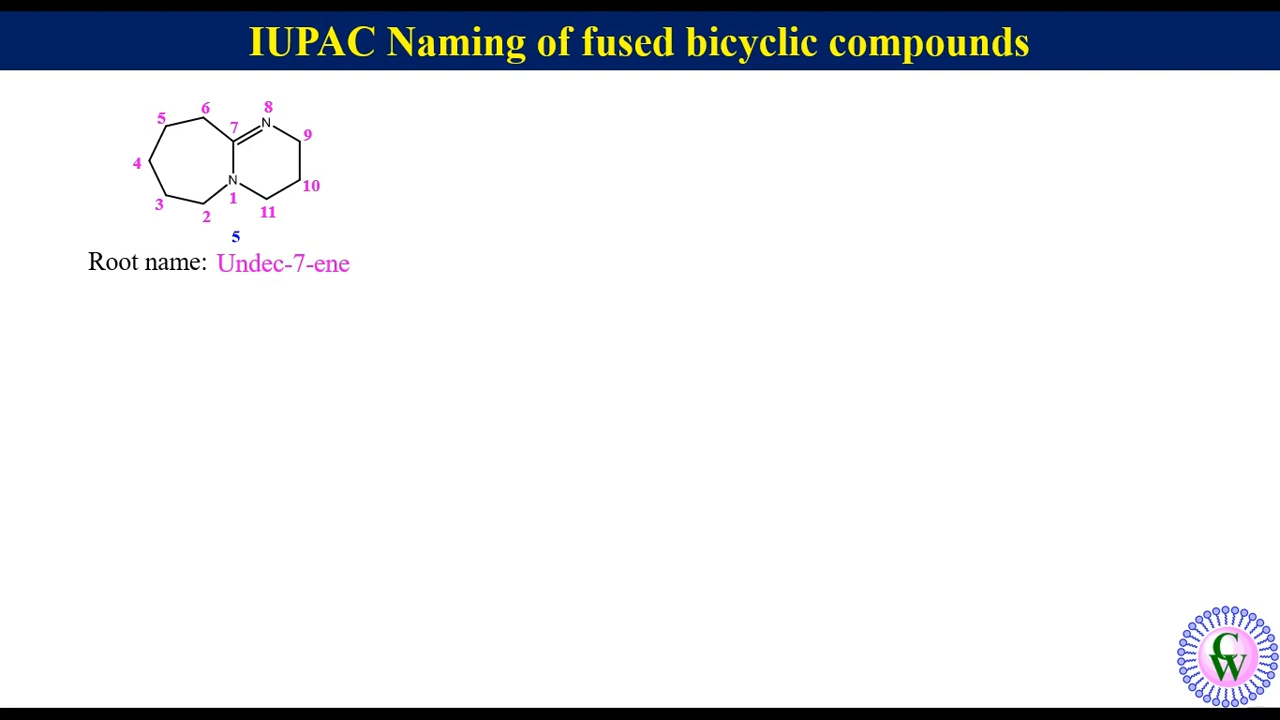 IUPAC Naming of fused bicyclic compounds
6 8
5 N
7 9
4
N 10
3 1
2 11
5
Root name: Undec-7-ene
CW